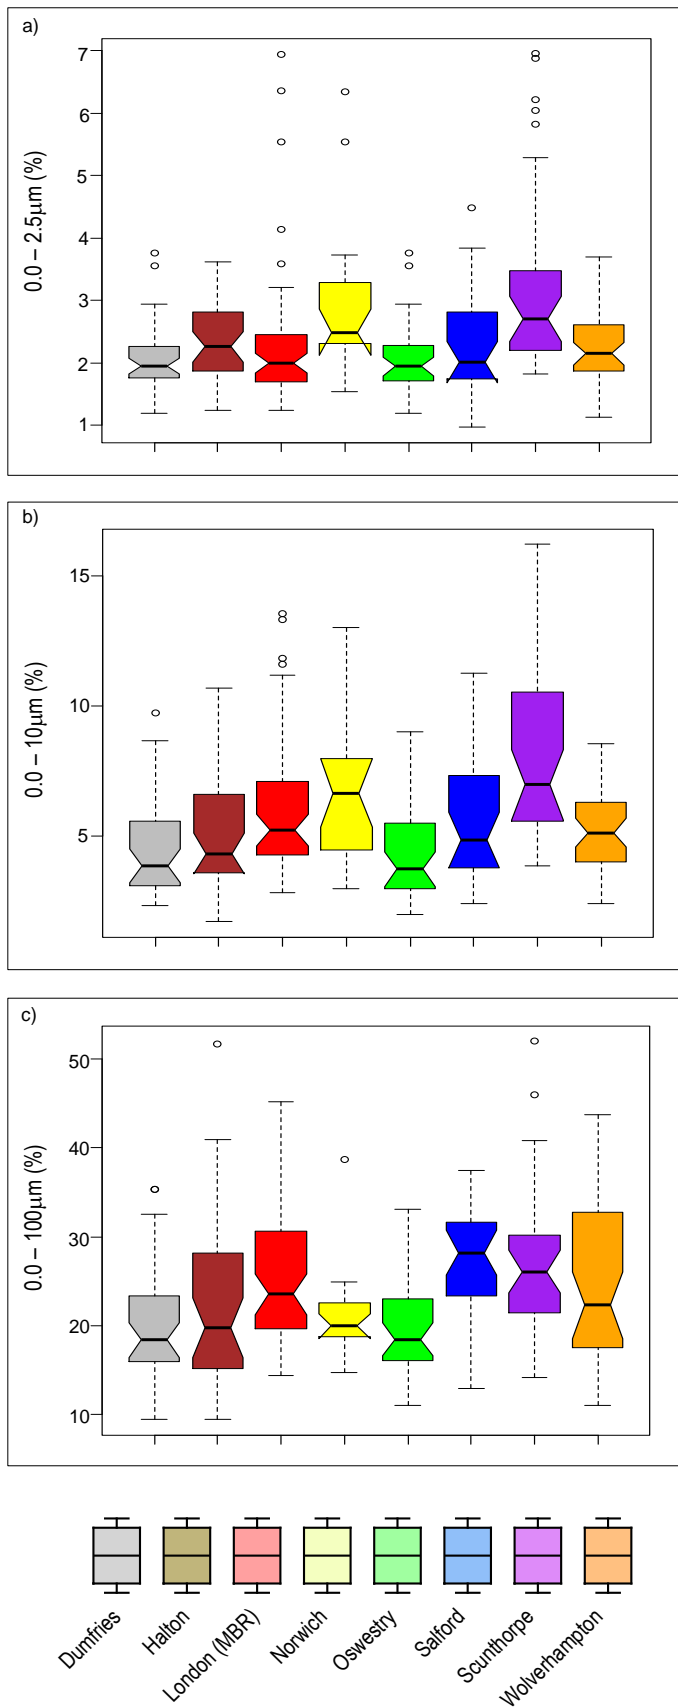 a)
7
6
5
4
3
2
1
0.0 – 2.5μm (%)
b)
15
10
5
0.0 – 10μm (%)
c)
50
40
30
20
10
0.0 – 100μm (%)
Dumfries
Halton
London (MBR)
Norwich
Oswestry
Salford
Scunthorpe
Wolverhampton